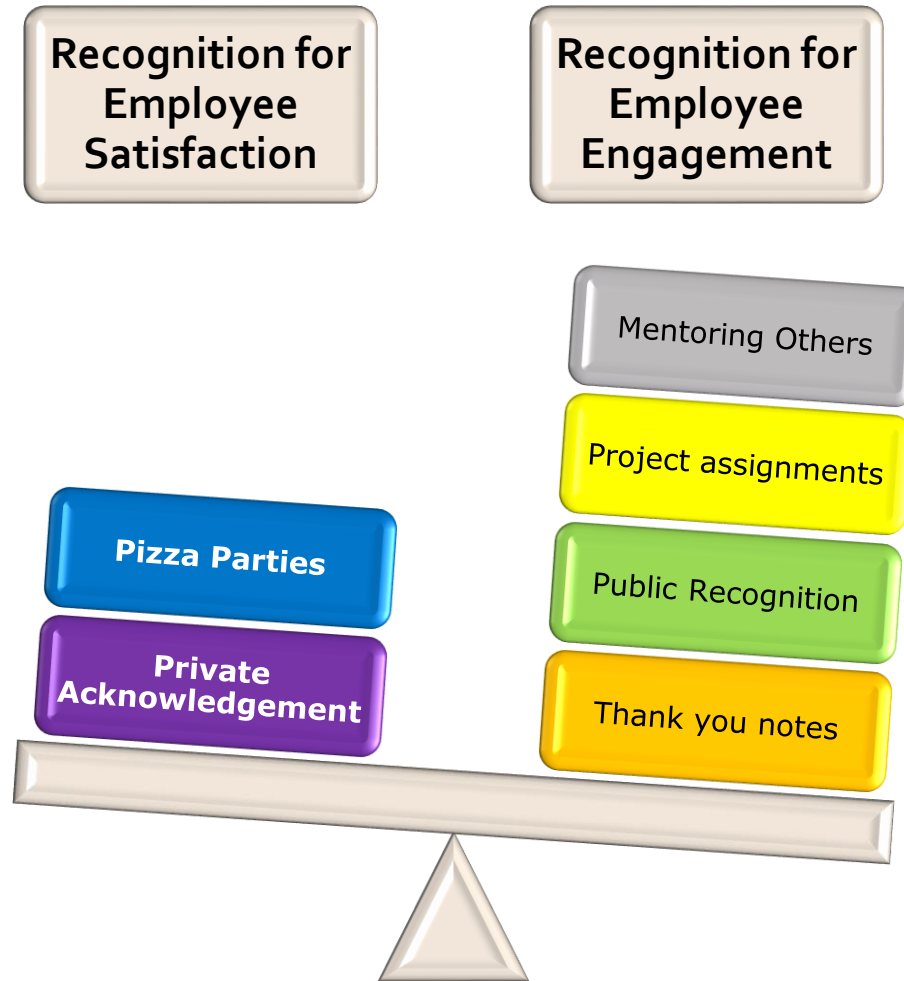 Recognition for
Employee
Satisfaction
Recognition for
Employee
Engagement
Pizza Parties
Private
Acknowledgement
Mentoring Others
Project assignments
Public Recognition
Thank you notes